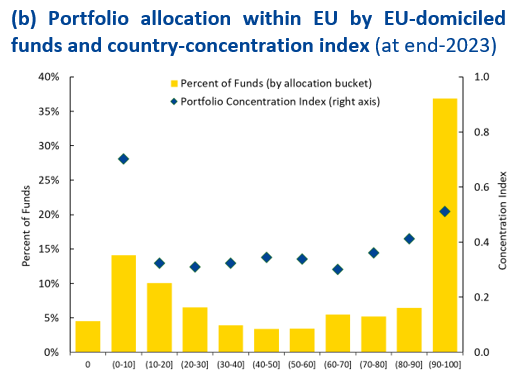 (b) Portfolio allocation within EU by EU-domiciled
funds and country-concentration index (at end-2023)
40% 1.0
Percent of Funds (by allocation bucket)
Portfolio Concentration Index (right axis)
35%
30%
25%
20%
15%
10%
5%
0%
0.8
0.6
0.4
0.2
0.0
Percent of Funds
Concentration Index
0 (0-10] (10-20] (20-30] (30-40] (40-50] (50-60] (60-70] (70-80] (80-90] (90-100]